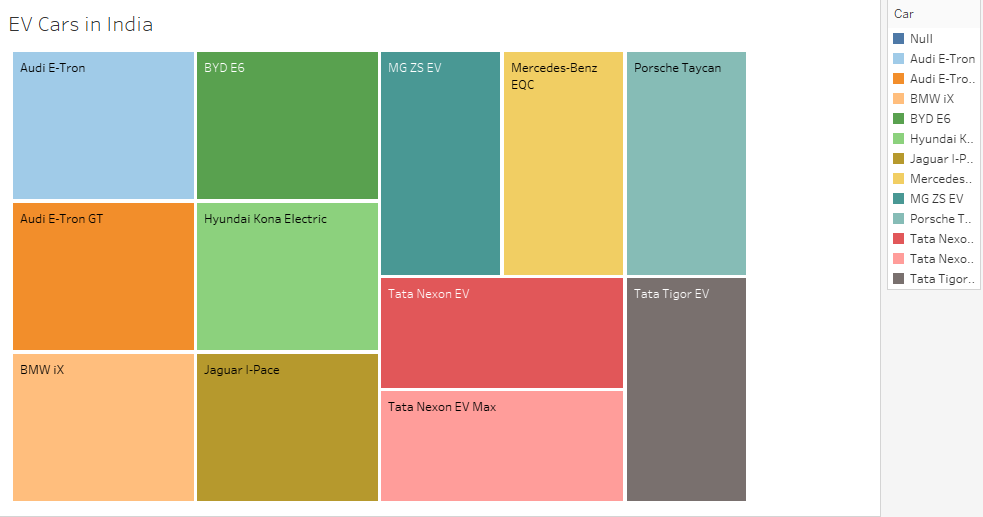 EV Cars in India
Audi E-Tron
BYD E6
MG ZS EV
Mercedes-Benz
EQC
Porsche Taycan
Audi E-Tron GT
Hyundai Kona Electric
Tata Nexon EV
Tata Tigor EV
BMW iX
Jaguar I-Pace
Tata Nexon EV Max
Car
Null
Audi E-Tron
Audi E-Tro..
BMW iX
BYD E6
Hyundai K..
Jaguar I-P..
Mercedes..
MG ZS EV
Porsche T..
Tata Nexo..
Tata Nexo..
Tata Tigor..